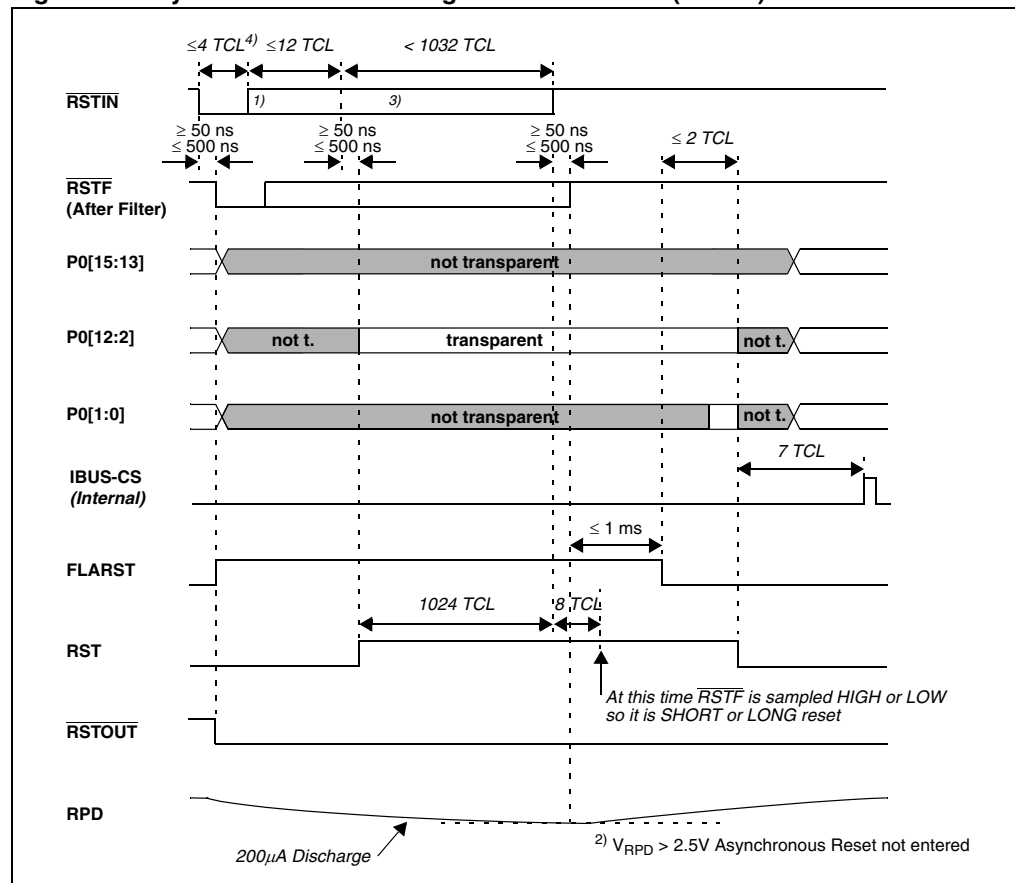 ≤4 TCL4) ≤12 TCL < 1032 TCL
RSTIN 1) 3)
≥ 50 ns ≥ 50 ns ≥ 50 ns
≤ 500 ns ≤ 500 ns ≤ 500 ns ≤ 2 TCL
RSTF
(After Filter)
P0[15:13] not transparent
P0[12:2] not t. transparent not t.
P0[1:0] not transparent not t.
7 TCL
IBUS-CS
(Internal)
≤ 1 ms
FLARST
1024 TCL 8 TCL
RST
At this time RSTF is sampled HIGH or LOW
so it is SHORT or LONG reset
RSTOUT
RPD
200μA Discharge
2) VRPD > 2.5V Asynchronous Reset not entered